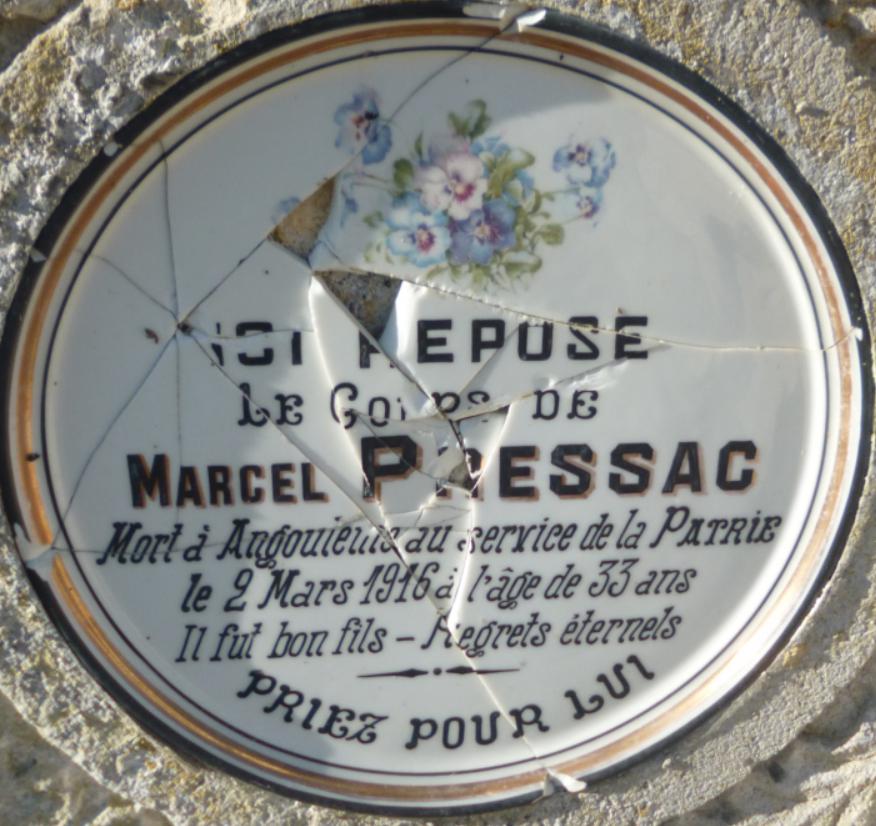 ICI REPOSE
LE CORPS DE
MARCEL PRESSAC
Mort à Angoulême au service de la PATRIE
le 2 Mars 1916 à l'âge de 33 ans
Il fut bon fils – Regrets éternels
PRIEZ POUR LUI